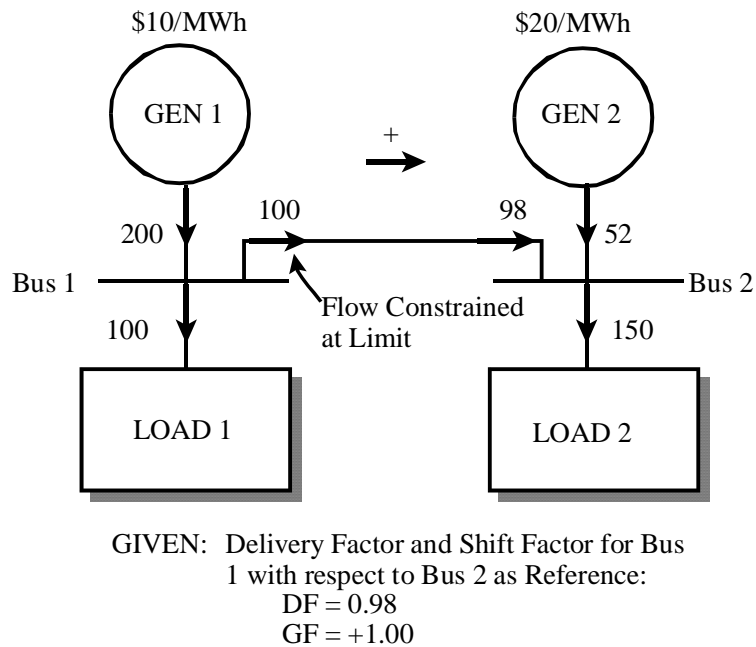 $10/MWh
$20/MWh
GEN 1
GEN 2
+
200
100
98
52
Bus 1
Bus 2
Flow Constrained
at Limit
100
150
LOAD 1
LOAD 2
GIVEN: Delivery Factor and Shift Factor for Bus
1 with respect to Bus 2 as Reference:
DF = 0.98
GF = +1.00